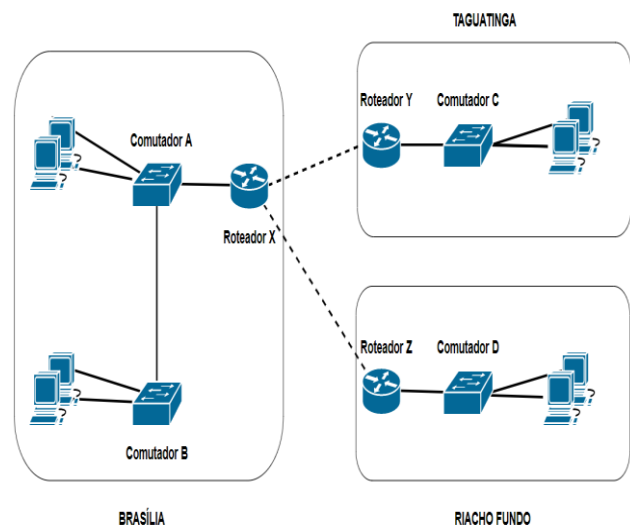 TAGUATINGA
Roteador Y
Comutador C
Comutador A
Roteador X
Roteador Z
Comutador D
Comutador B
BRASÍLIA
RIACHO FUNDO